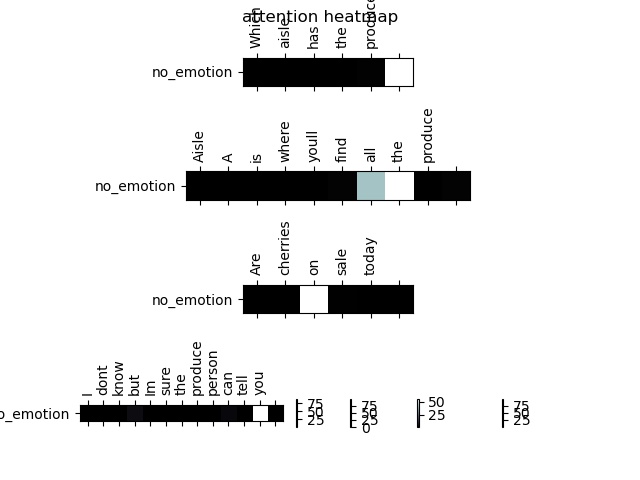 attention heatmap
Which aisle has the produce
no_emotion
Aisle A is where youll find all the produce
no_emotion
Are cherries on sale today
no_emotion
I dont know but Im sure the produce person can tell you
o_emotion
75 50 25
75 50 25 0
50 25
75 50 25